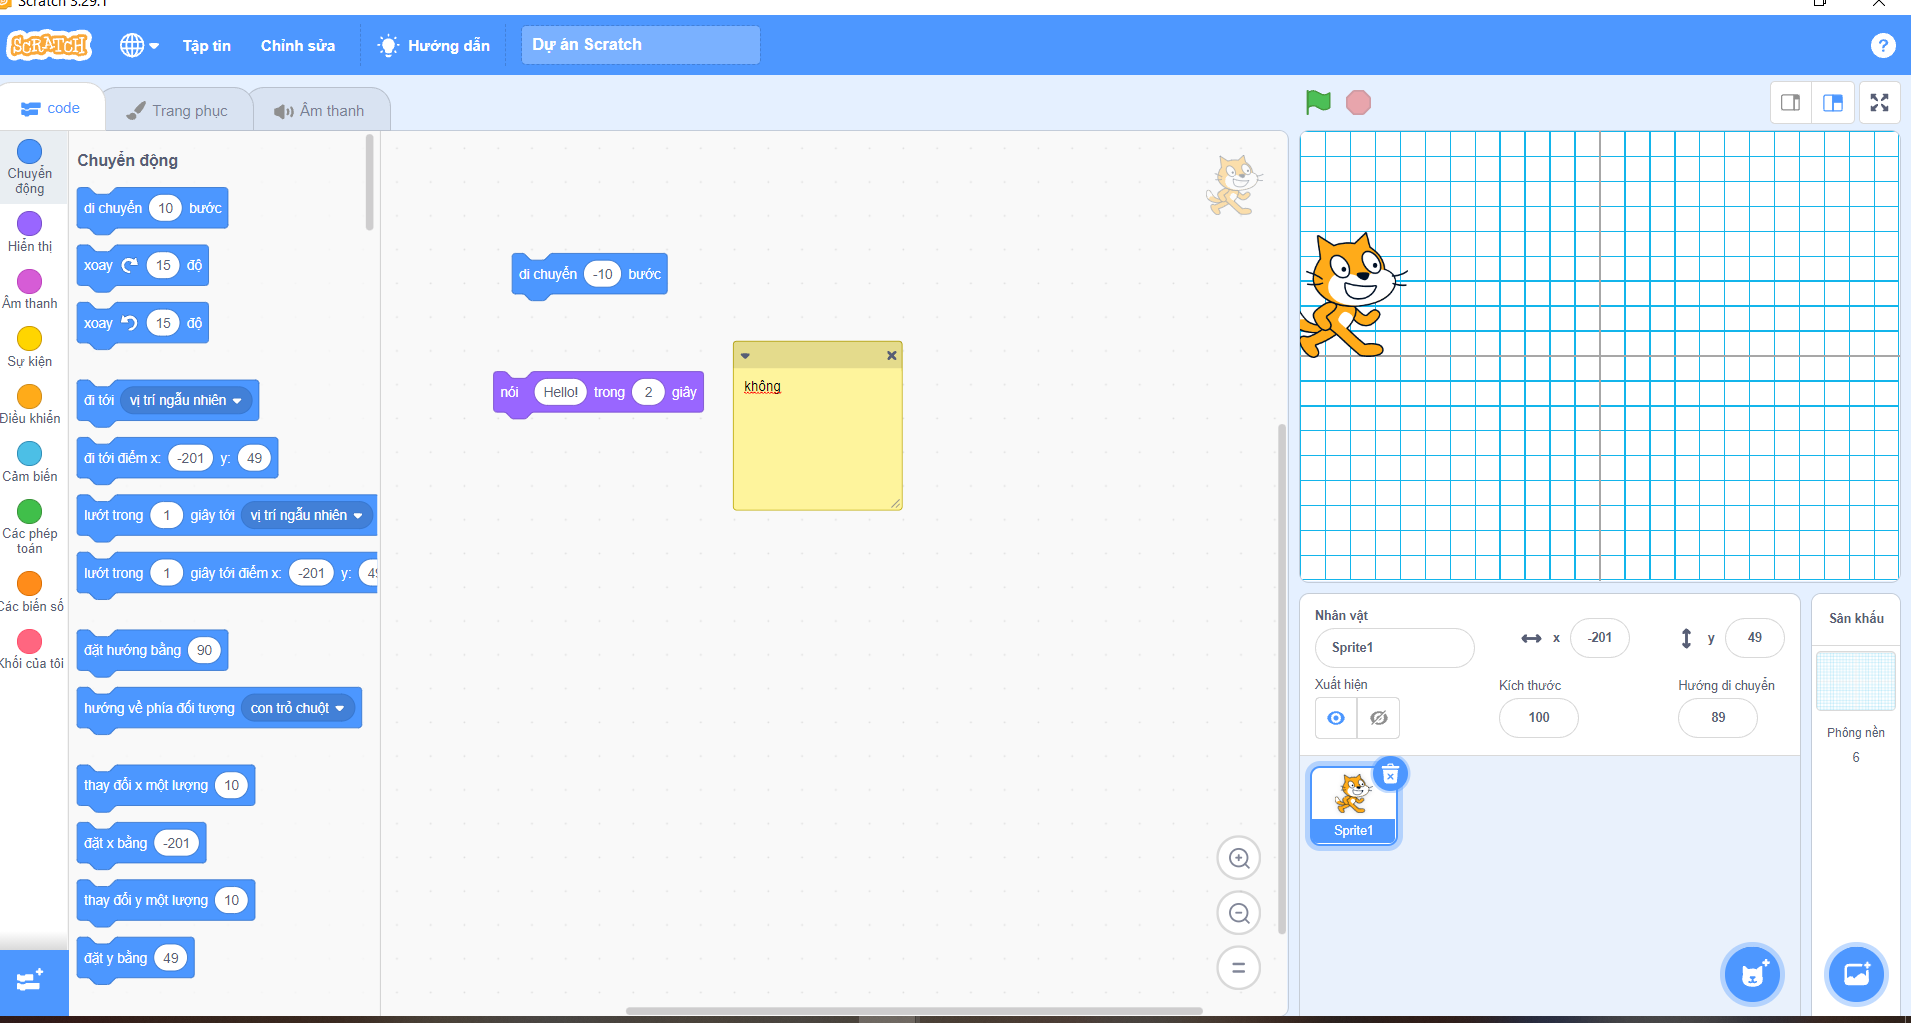 Scratch 3.29.1
SCRATCH
Tập tin
Chỉnh sửa
Hướng dẫn
Dự án Scratch
?
code
Trang phục
Âm thanh
Chuyển động
Hiển thị
Âm thanh
Sự kiện
Điều khiển
Cảm biến
Các phép toán
Các biến số
Khối của tôi
Chuyển động
di chuyển 10 bước
xoay 15 độ
xoay 15 độ
đi tới vị trí ngẫu nhiên
đi tới điểm x: -201 y: 49
lướt trong 1 giây tới vị trí ngẫu nhiên
lướt trong 1 giây tới điểm x: -201 y: 49
đặt hướng bằng 90
hướng về phía đối tượng con trỏ chuột
thay đổi x một lượng 10
đặt x bằng -201
thay đổi y một lượng 10
đặt y bằng 49
di chuyển -10 bước
nói Hello! trong 2 giây
không
Nhân vật
Sprite1
x -201
y 49
Xuất hiện
Kích thước
100
Hướng di chuyển
89
Sprite1
Sân khấu
Phông nền
6